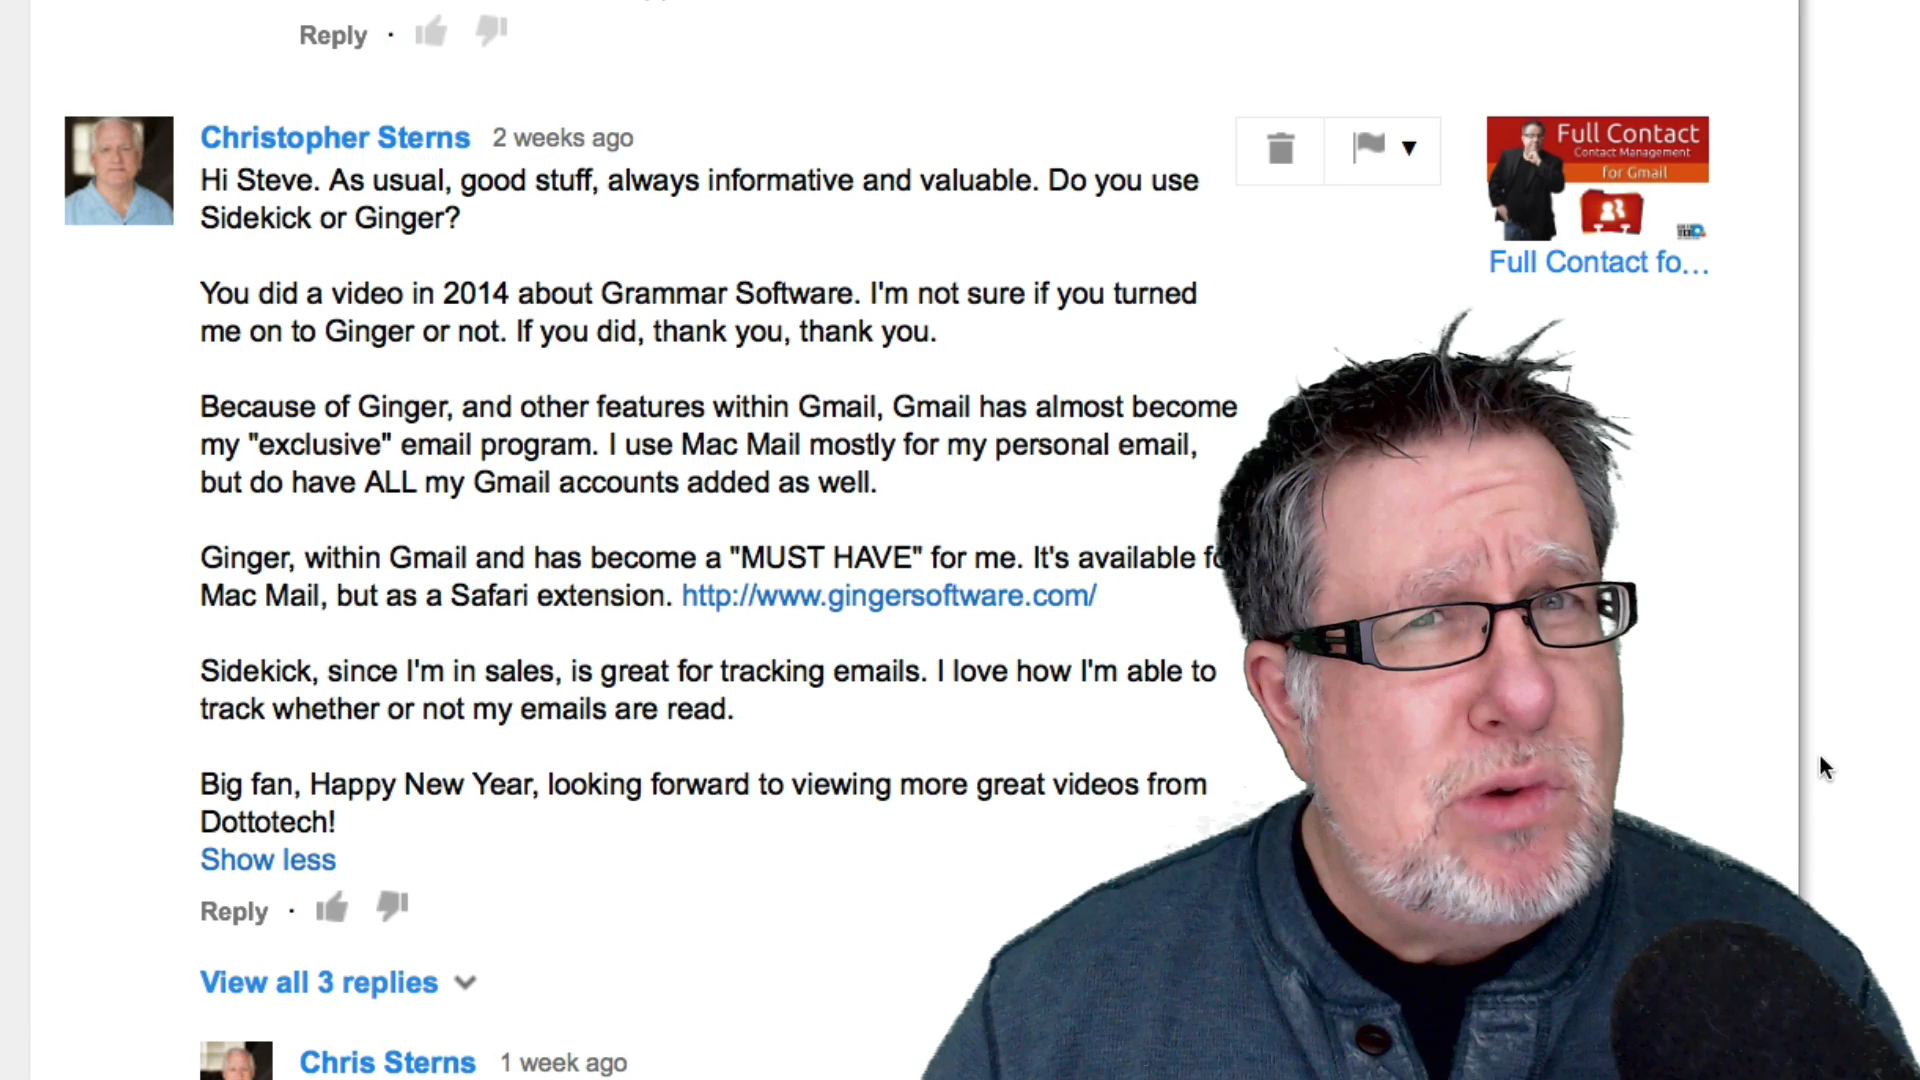 Reply ·
Christopher Sterns 2 weeks ago
Hi Steve. As usual, good stuff, always informative and valuable. Do you use
Sidekick or Ginger?
You did a video in 2014 about Grammar Software. I'm not sure if you turned
me on to Ginger or not. If you did, thank you, thank you.
Because of Ginger, and other features within Gmail, Gmail has almost become
my "exclusive" email program. I use Mac Mail mostly for my personal email,
but do have ALL my Gmail accounts added as well.
Ginger, within Gmail and has become a "MUST HAVE" for me. It's available
Mac Mail, but as a Safari extension. http://www.gingersoftware.com/
Sidekick, since I'm in sales, is great for tracking emails. I love how I'm able to
track whether or not my emails are read.
Big fan, Happy New Year, looking forward to viewing more great videos from
Dottotech!
Show less
Reply ·
View all 3 replies
Chris Sterns 1 week ago
Full Contact
Contact Management
for Gmail
Full Contact fo...